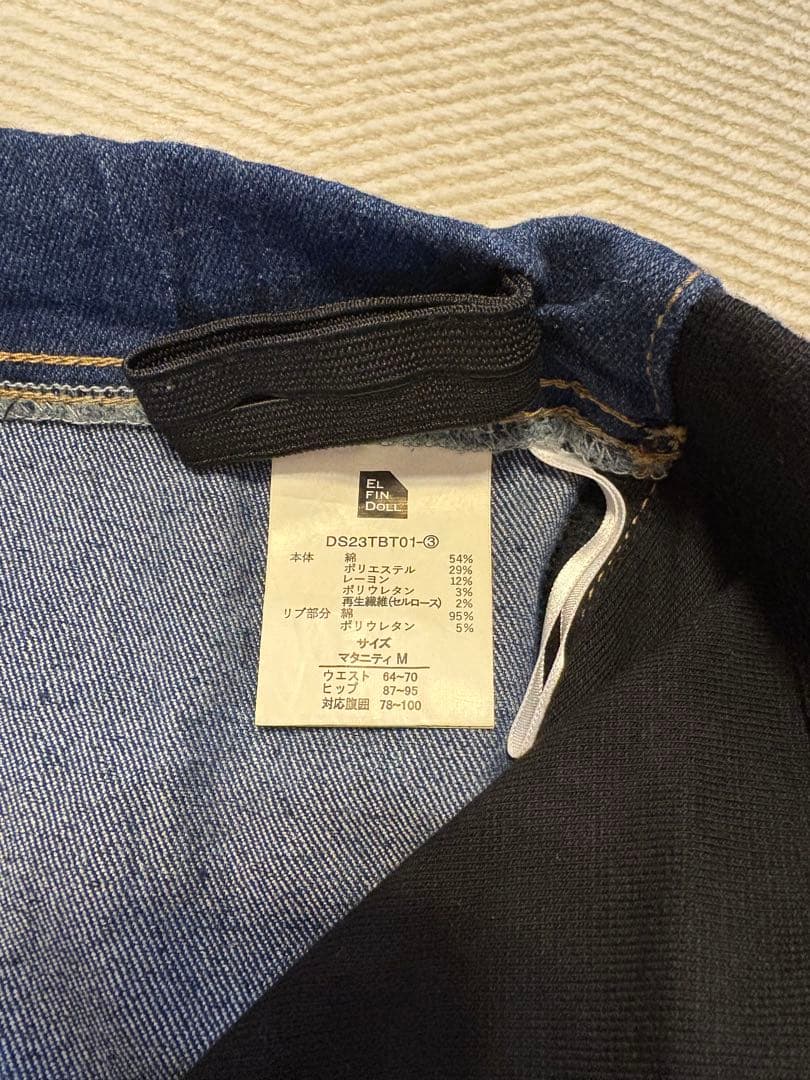 EL
FIN
DOLL
DS23TBT01-③
本体 綿 54%
ポリエステル 29%
レーヨン 12%
ポリウレタン 3%
再生繊維(セルロース) 2%
リブ部分 綿 95%
ポリウレタン 5%
サイズ
マタニティ M
ウエスト 64~70
ヒップ 87~95
対応腹囲 78~100